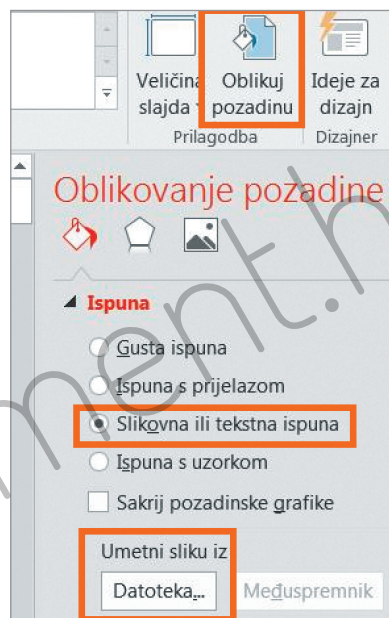 Veličina Oblikuj Ideje za
slajda pozadinu dizajn
Prilagodba Dizajner
Oblikovanje pozadine
Ispuna
Gusta ispuna
Ispuna s prijelazom
Slikovna ili tekstna ispuna
Ispuna s uzorkom
Sakrij pozadinske grafike
Umetni sliku iz
Datoteka... Međuspremnik
ment.h